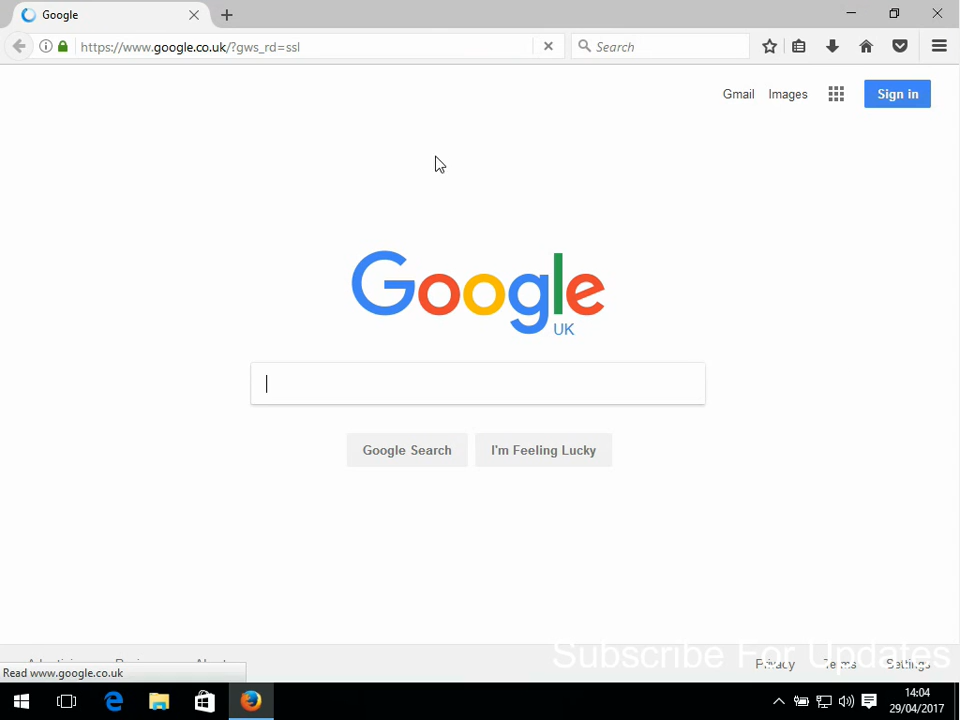 Google
https://www.google.co.uk/?gws_rd=ssl
Search
Gmail
Images
Sign in
Google
UK
Google Search
I'm Feeling Lucky
Subscribe For Updates
Privacy
Terms
Settings
Read www.google.co.uk
14:04
29/04/2017